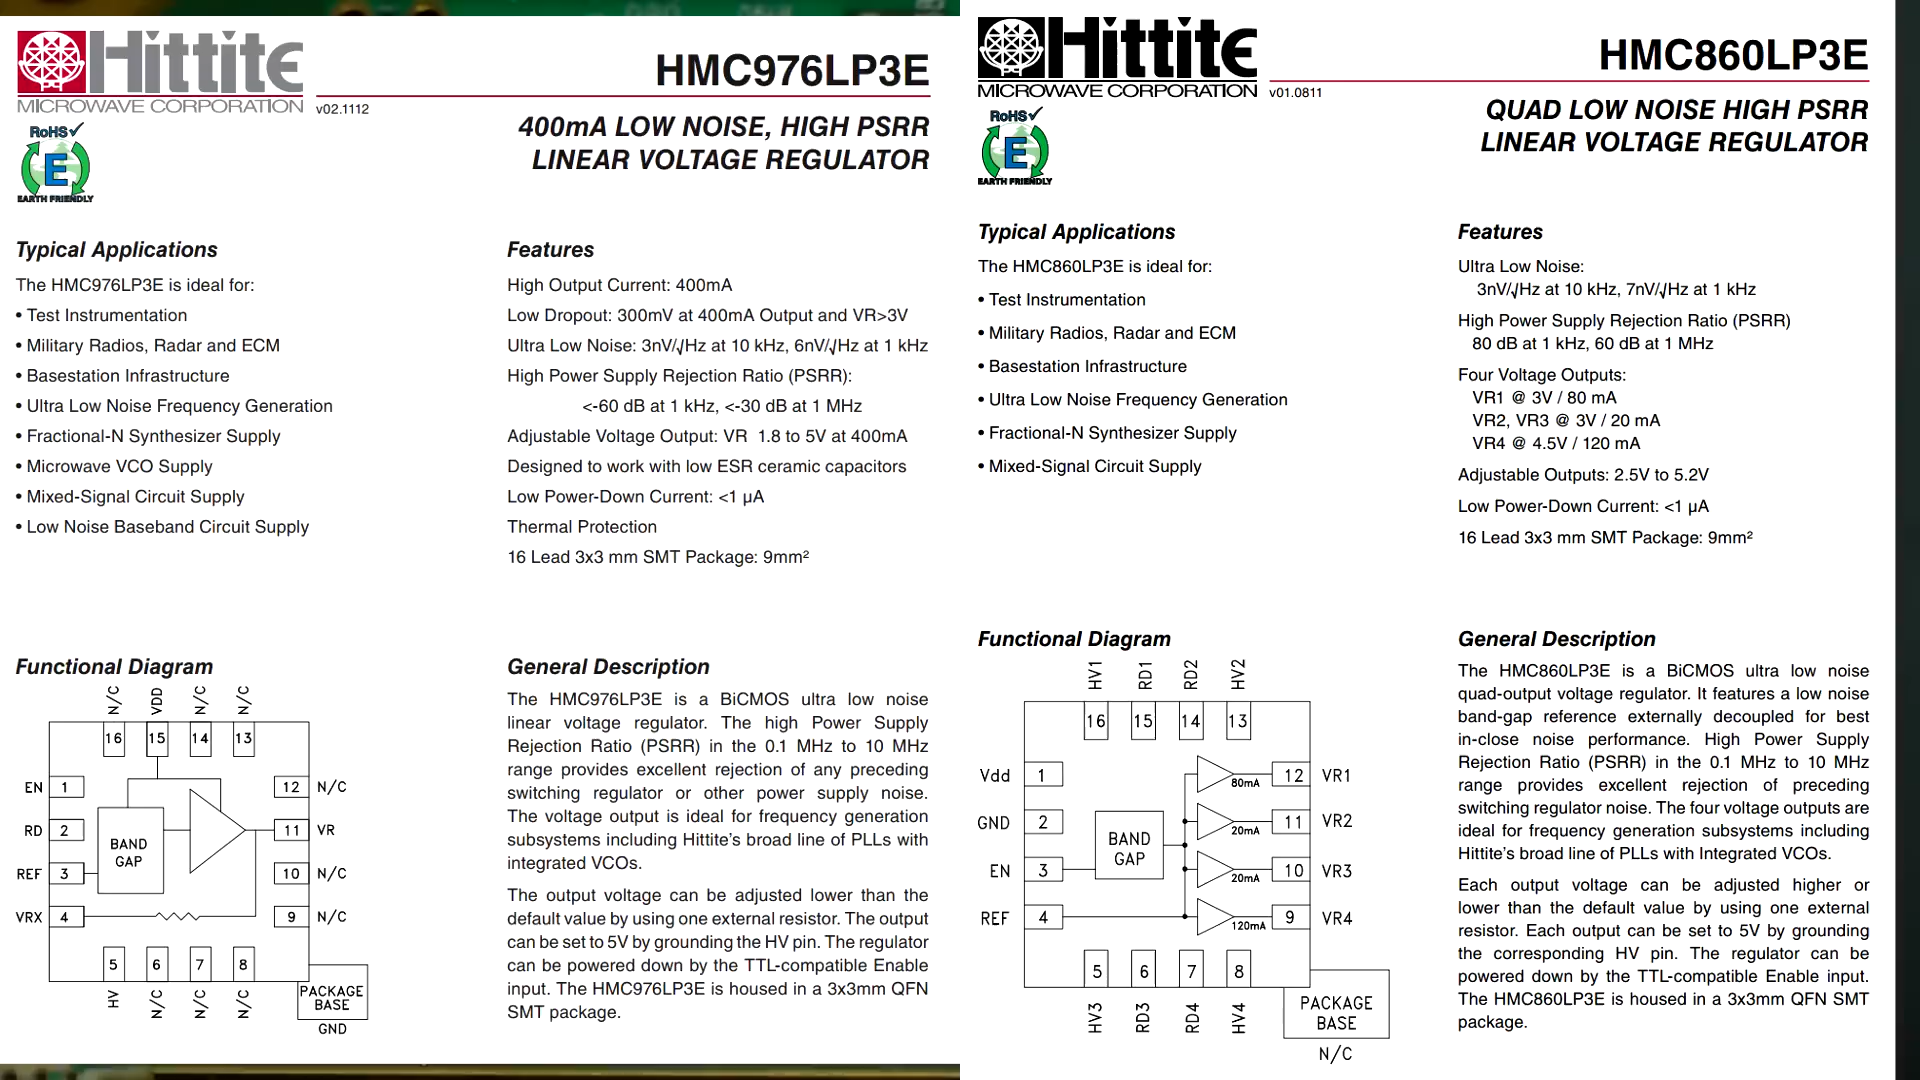 Hittite
MICROWAVE CORPORATION
v02.1112
HMC976LP3E
400mA LOW NOISE, HIGH PSRR
LINEAR VOLTAGE REGULATOR
RoHS✓
E
EARTH FRIENDLY
Typical Applications
The HMC976LP3E is ideal for:
• Test Instrumentation
• Military Radios, Radar and ECM
• Basestation Infrastructure
• Ultra Low Noise Frequency Generation
• Fractional-N Synthesizer Supply
• Microwave VCO Supply
• Mixed-Signal Circuit Supply
• Low Noise Baseband Circuit Supply
Features
High Output Current: 400mA
Low Dropout: 300mV at 400mA Output and VR>3V
Ultra Low Noise: 3nV/√Hz at 10 kHz, 6nV/√Hz at 1 kHz
High Power Supply Rejection Ratio (PSRR):
<-60 dB at 1 kHz, <-30 dB at 1 MHz
Adjustable Voltage Output: VR 1.8 to 5V at 400mA
Designed to work with low ESR ceramic capacitors
Low Power-Down Current: <1 µA
Thermal Protection
16 Lead 3x3 mm SMT Package: 9mm²
Functional Diagram
N/C VDD N/C N/C
16 15 14 13
EN 1 12 N/C
RD 2 11 VR
BAND
GAP
REF 3 10 N/C
VRX 4 9 N/C
5 6 7 8
HV N/C N/C N/C
PACKAGE
BASE
GND
General Description
The HMC976LP3E is a BiCMOS ultra low noise
linear voltage regulator. The high Power Supply
Rejection Ratio (PSRR) in the 0.1 MHz to 10 MHz
range provides excellent rejection of any preceding
switching regulator or other power supply noise.
The voltage output is ideal for frequency generation
subsystems including Hittite's broad line of PLLs with
integrated VCOs.
The output voltage can be adjusted lower than the
default value by using one external resistor. The output
can be set to 5V by grounding the HV pin. The regulator
can be powered down by the TTL-compatible Enable
input. The HMC976LP3E is housed in a 3x3mm QFN
SMT package.
Hittite
MICROWAVE CORPORATION
v01.0811
HMC860LP3E
QUAD LOW NOISE HIGH PSRR
LINEAR VOLTAGE REGULATOR
RoHS✓
E
EARTH FRIENDLY
Typical Applications
The HMC860LP3E is ideal for:
• Test Instrumentation
• Military Radios, Radar and ECM
• Basestation Infrastructure
• Ultra Low Noise Frequency Generation
• Fractional-N Synthesizer Supply
• Mixed-Signal Circuit Supply
Features
Ultra Low Noise:
3nV/√Hz at 10 kHz, 7nV/√Hz at 1 kHz
High Power Supply Rejection Ratio (PSRR)
80 dB at 1 kHz, 60 dB at 1 MHz
Four Voltage Outputs:
VR1 @ 3V / 80 mA
VR2, VR3 @ 3V / 20 mA
VR4 @ 4.5V / 120 mA
Adjustable Outputs: 2.5V to 5.2V
Low Power-Down Current: <1 µA
16 Lead 3x3 mm SMT Package: 9mm²
Functional Diagram
HV1 RD1 RD2 HV2
16 15 14 13
Vdd 1 80mA 12 VR1
GND 2 20mA 11 VR2
BAND
GAP
EN 3 20mA 10 VR3
REF 4 120mA 9 VR4
5 6 7 8
HV3 RD3 RD4 HV4
PACKAGE
BASE
N/C
General Description
The HMC860LP3E is a BiCMOS ultra low noise
quad-output voltage regulator. It features a low noise
band-gap reference externally decoupled for best
in-close noise performance. High Power Supply
Rejection Ratio (PSRR) in the 0.1 MHz to 10 MHz
range provides excellent rejection of preceding
switching regulator noise. The four voltage outputs are
ideal for frequency generation subsystems including
Hittite's broad line of PLLs with Integrated VCOs.
Each output voltage can be adjusted higher or
lower than the default value by using one external
resistor. Each output can be set to 5V by grounding
the corresponding HV pin. The regulator can be
powered down by the TTL-compatible Enable input.
The HMC860LP3E is housed in a 3x3mm QFN SMT
package.